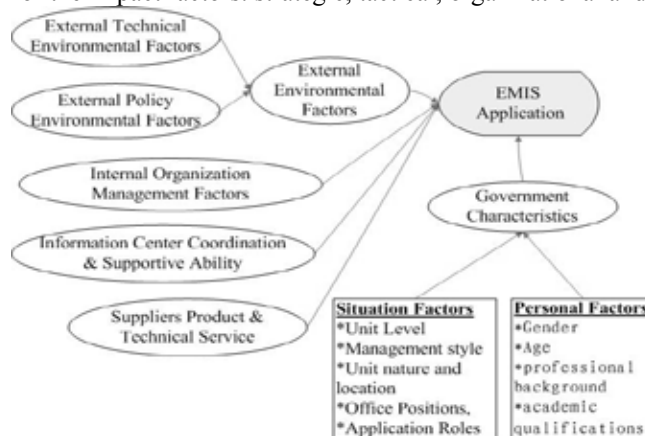 External Technical
Environmental Factors
External
Environmental
Factors
EMIS
Application
External Policy
Environmental Factors
Internal Organization
Management Factors
Government
Characteristics
Information Center Coordination
& Supportive Ability
Suppliers Product &
Technical Service
Situation Factors
*Unit Level
*Management style
*Unit nature and
location
*Office Positions,
*Application Roles
Personal Factors
*Gender
*Age
*professional
background
*academic
qualifications